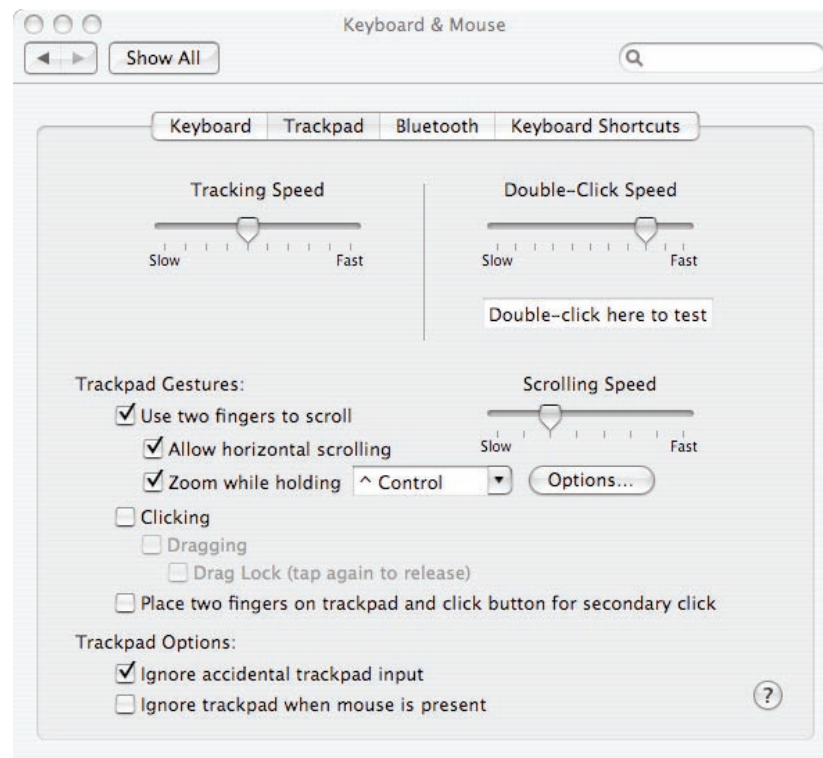 Keyboard & Mouse
Show All
Keyboard Trackpad Bluetooth Keyboard Shortcuts
Tracking Speed
Slow Fast
Double-Click Speed
Slow Fast
Double-click here to test
Trackpad Gestures:
Scrolling Speed
Slow Fast
Use two fingers to scroll
Allow horizontal scrolling
Zoom while holding ^ Control Options...
Clicking
Dragging
Drag Lock (tap again to release)
Place two fingers on trackpad and click button for secondary click
Trackpad Options:
Ignore accidental trackpad input
Ignore trackpad when mouse is present
?